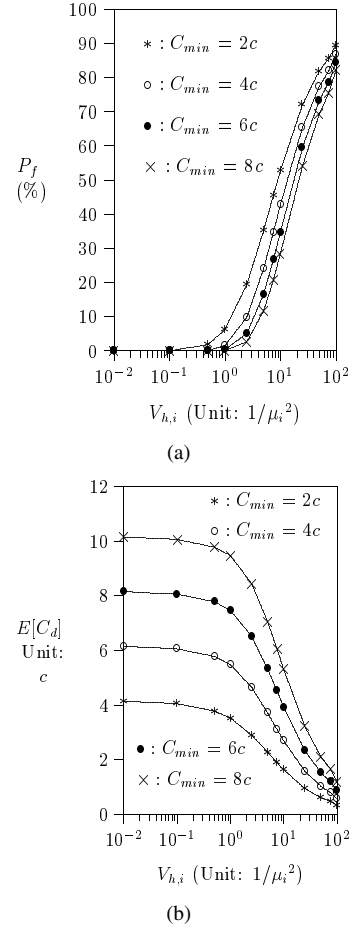 100
90
∗ : C_min = 2c
80
○ : C_min = 4c
70
● : C_min = 6c
60
P_f
(%)
50
× : C_min = 8c
40
30
20
10
0
10^−2 10^−1 10^0 10^1 10^2
V_h,i (Unit: 1/μ_i^2)
(a)
12
∗ : C_min = 2c
○ : C_min = 4c
10
8
E[C_d]
Unit:
c
6
4
● : C_min = 6c
2
× : C_min = 8c
0
10^−2 10^−1 10^0 10^1 10^2
V_h,i (Unit: 1/μ_i^2)
(b)